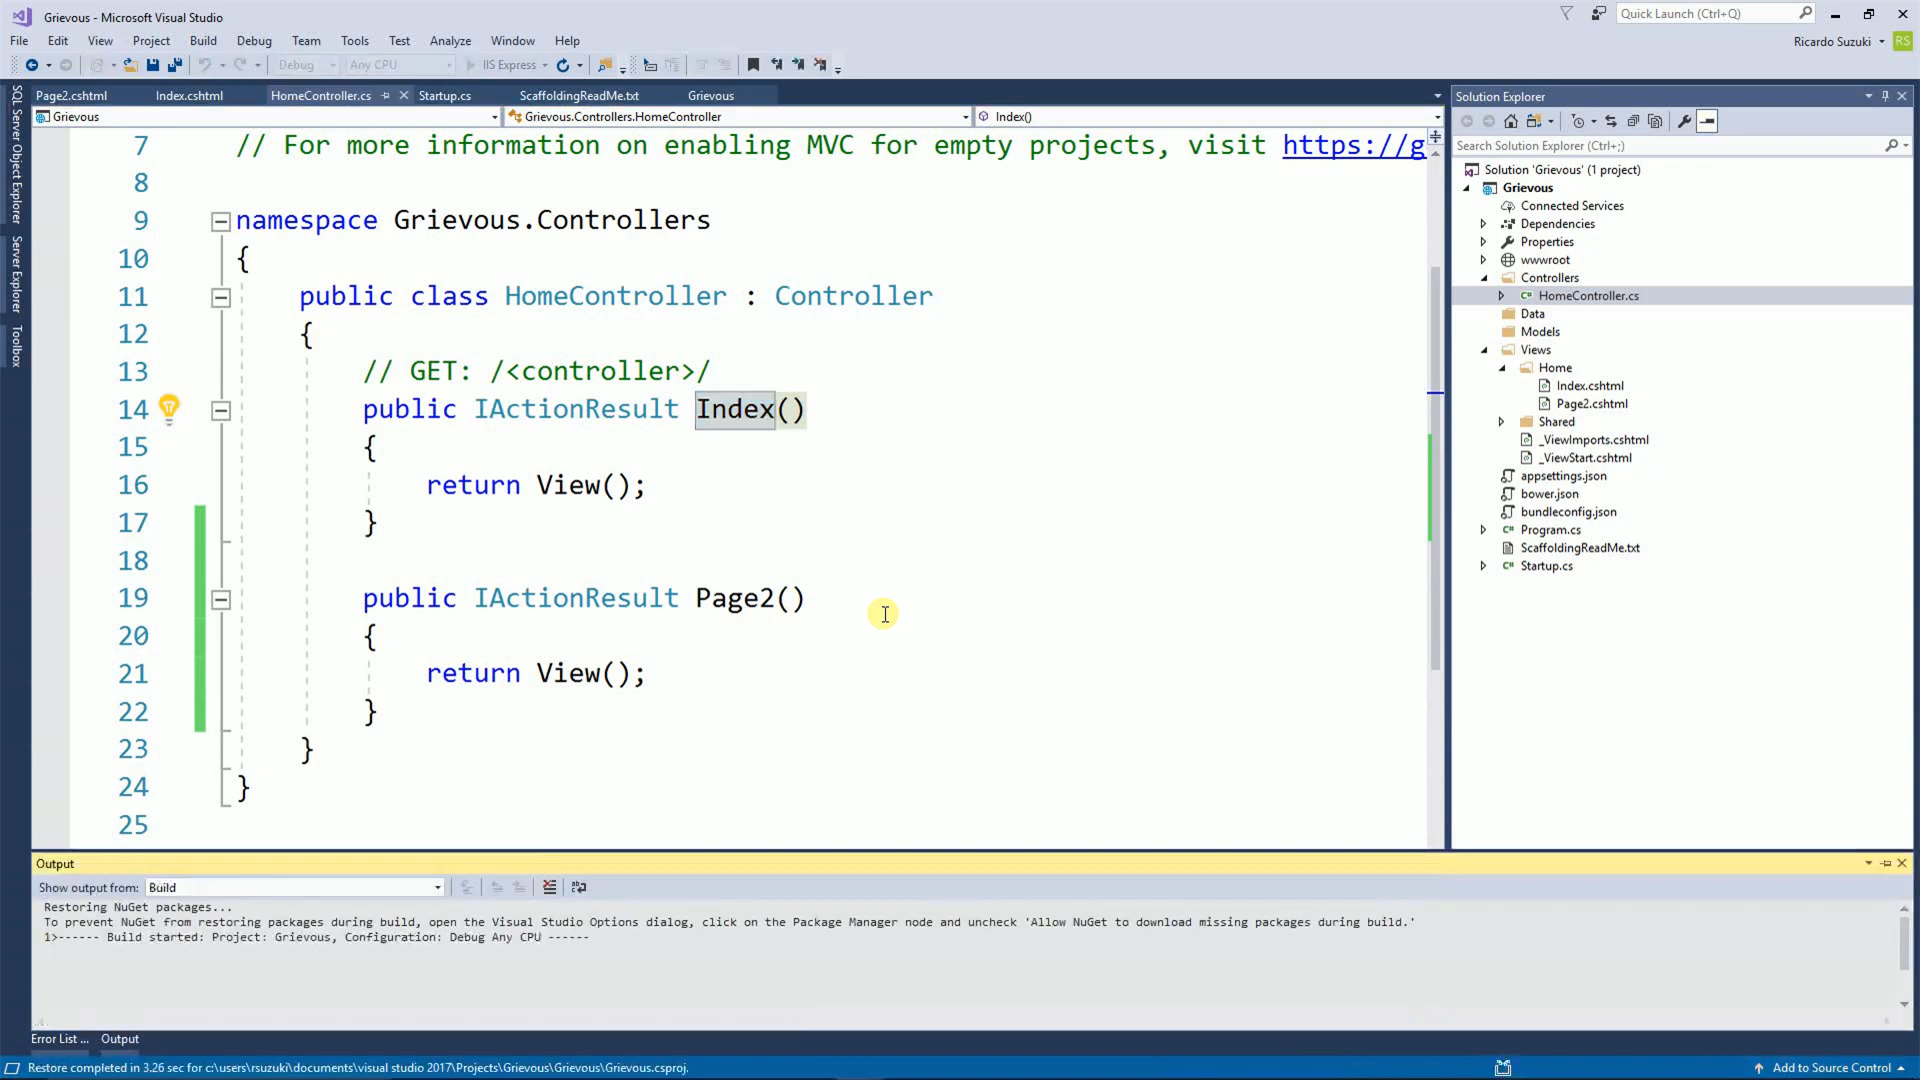 Grievous - Microsoft Visual Studio
Quick Launch (Ctrl+Q)
File Edit View Project Build Debug Team Tools Test Analyze Window Help
Ricardo Suzuki
RS
Debug Any CPU IIS Express
Page2.cshtml Index.cshtml HomeController.cs Startup.cs ScaffoldingReadMe.txt Grievous
Grievous Grievous.Controllers.HomeController Index()
SQL Server Object Explorer
Server Explorer
Toolbox
7 // For more information on enabling MVC for empty projects, visit https://g
8
9 namespace Grievous.Controllers
10 {
11 public class HomeController : Controller
12 {
13 // GET: /<controller>/
14 public IActionResult Index()
15 {
16 return View();
17 }
18
19 public IActionResult Page2()
20 {
21 return View();
22 }
23 }
24 }
25
Solution Explorer
Search Solution Explorer (Ctrl+;)
Solution 'Grievous' (1 project)
Grievous
Connected Services
Dependencies
Properties
wwwroot
Controllers
C# HomeController.cs
Data
Models
Views
Home
Index.cshtml
Page2.cshtml
Shared
_ViewImports.cshtml
_ViewStart.cshtml
appsettings.json
bower.json
bundleconfig.json
C# Program.cs
ScaffoldingReadMe.txt
C# Startup.cs
Output
Show output from: Build
Restoring NuGet packages...
To prevent NuGet from restoring packages during build, open the Visual Studio Options dialog, click on the Package Manager node and uncheck 'Allow NuGet to download missing packages during build.'
1>------ Build started: Project: Grievous, Configuration: Debug Any CPU ------
Error List ... Output
Restore completed in 3.26 sec for c:\users\rsuzuki\documents\visual studio 2017\Projects\Grievous\Grievous\Grievous.csproj.
Add to Source Control